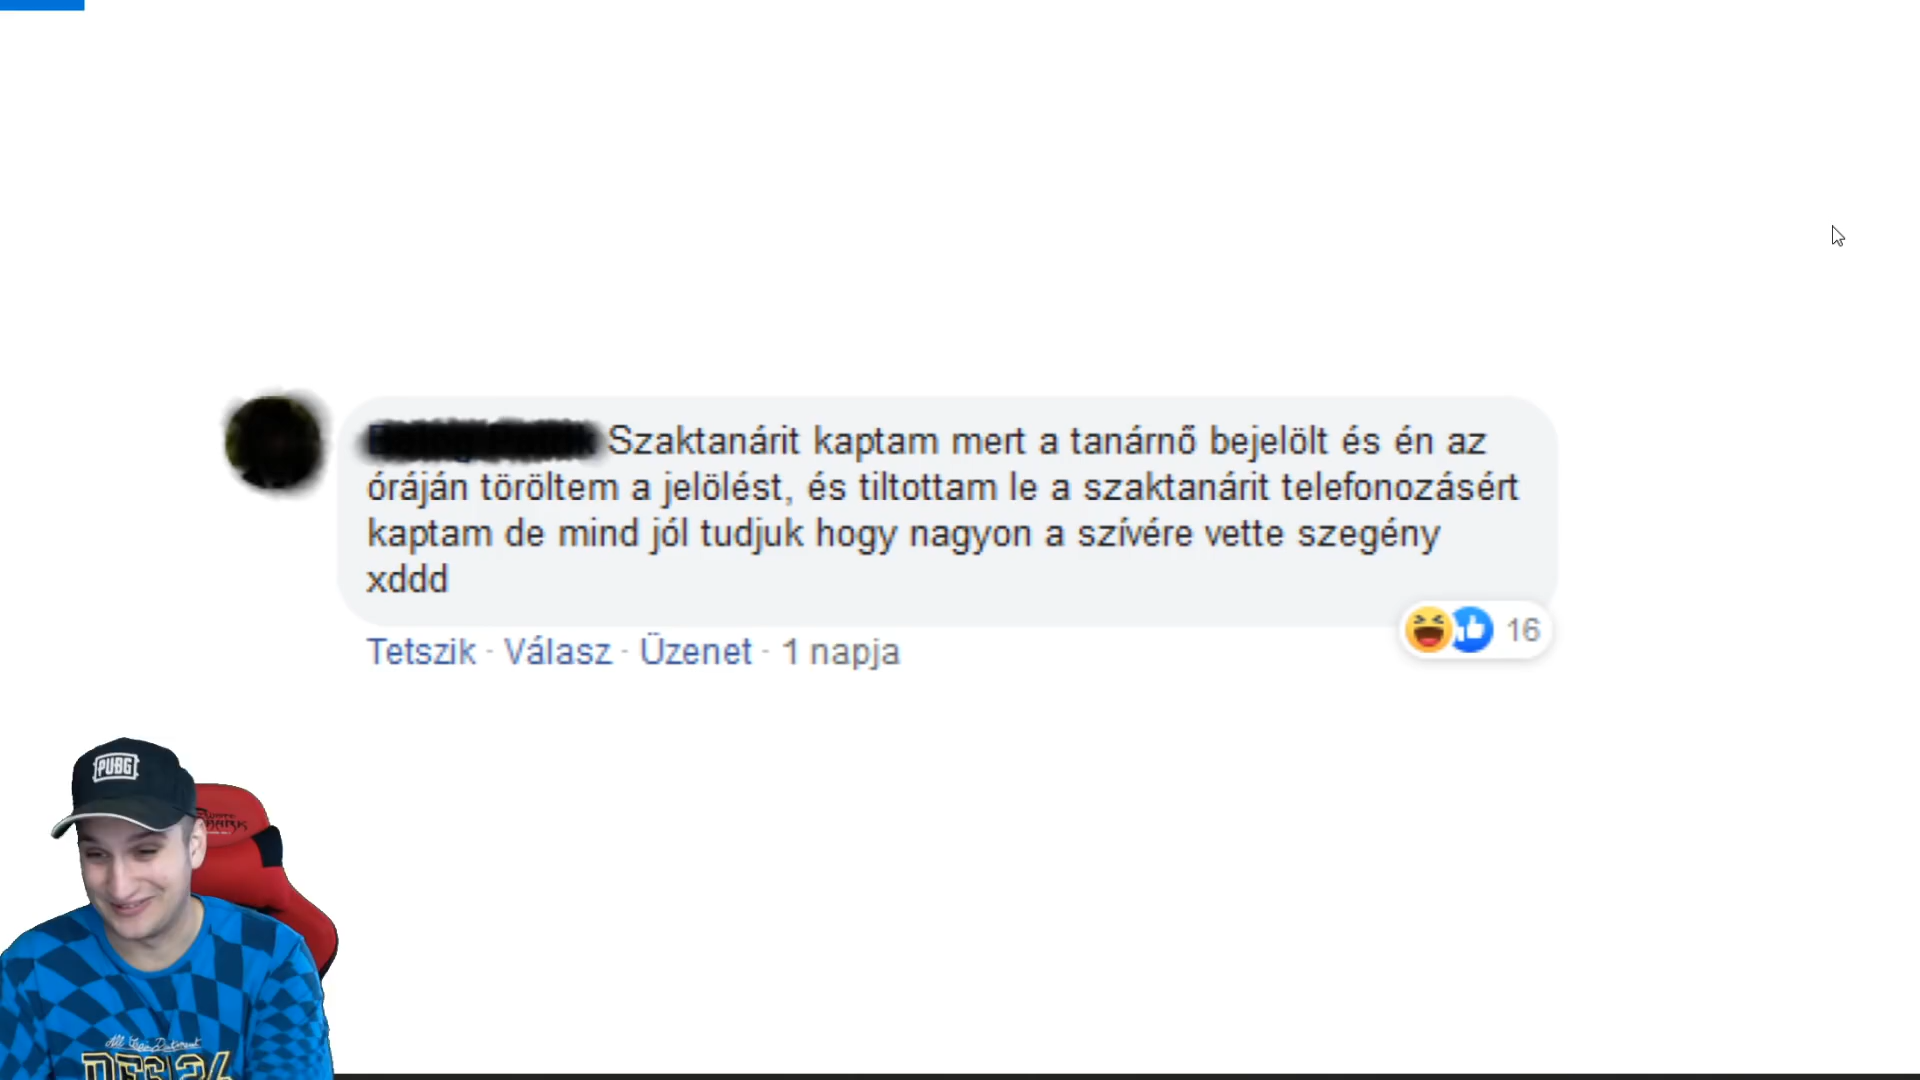 Szaktanárit kaptam mert a tanárnő bejelölt és én az
óráján töröltem a jelölést, és tiltottam le a szaktanárit telefonozásért
kaptam de mind jól tudjuk hogy nagyon a szívére vette szegény
xddd
16
Tetszik · Válasz · Üzenet · 1 napja
PUBG